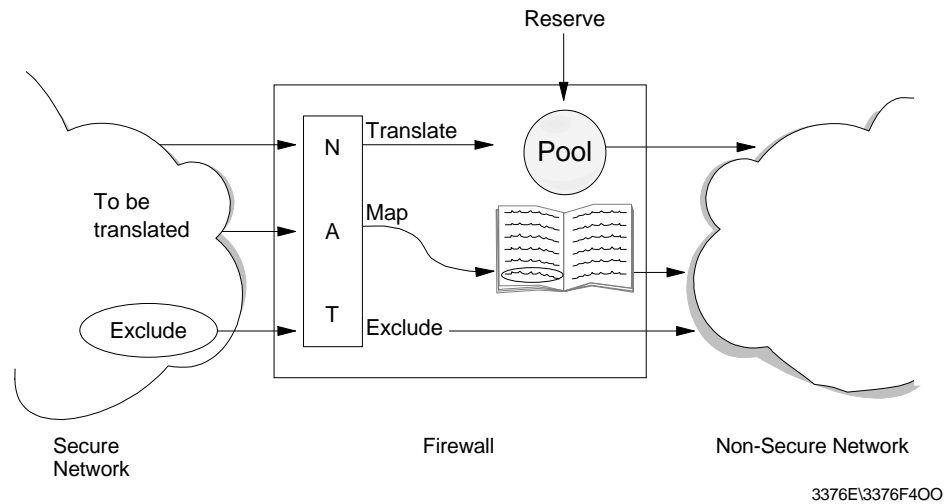 Reserve
N
A
T
Translate
Pool
To be
translated
Map
Exclude
Exclude
Secure
Network
Firewall
Non-Secure Network
3376E\3376F4OO